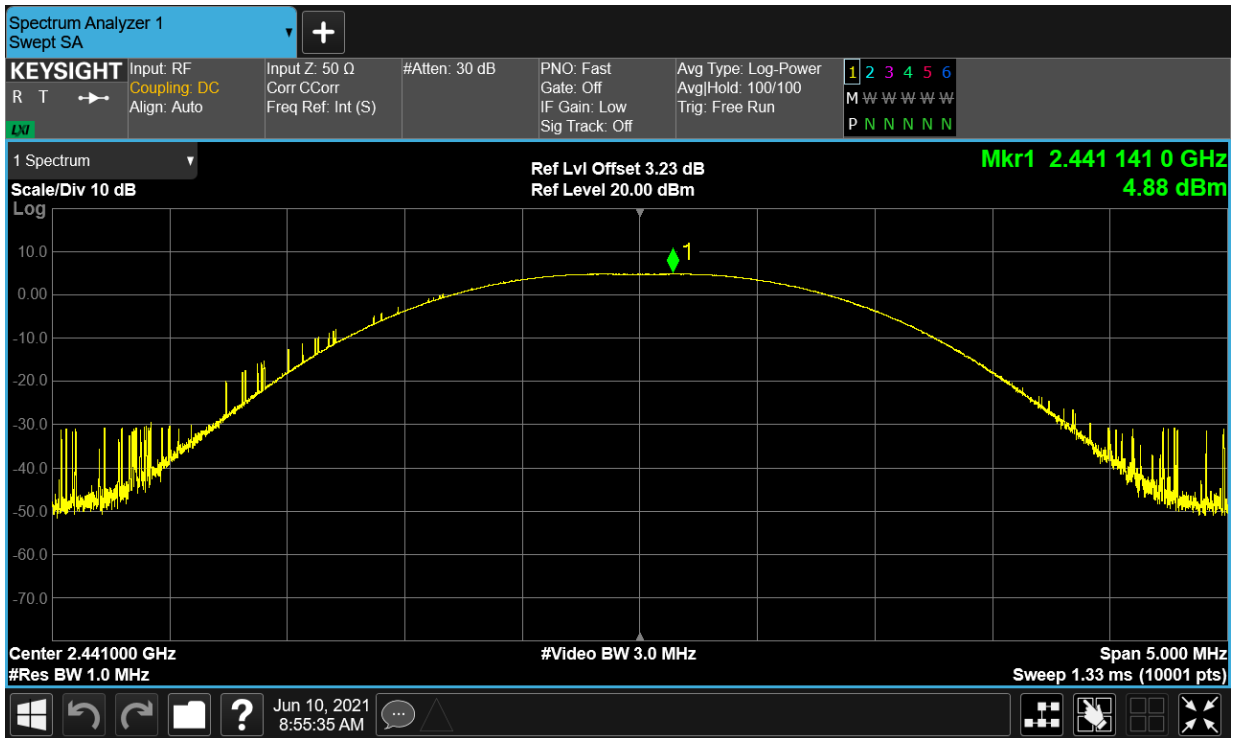 Spectrum Analyzer 1
Swept SA
KEYSIGHT
R T
LXI
Input: RF
Coupling: DC
Align: Auto
Input Z: 50 Ω
Corr CCorr
Freq Ref: Int (S)
#Atten: 30 dB
PNO: Fast
Gate: Off
IF Gain: Low
Sig Track: Off
Avg Type: Log-Power
Avg|Hold: 100/100
Trig: Free Run
1 2 3 4 5 6
M W W W W W
P N N N N N N
1 Spectrum
Scale/Div 10 dB
Log
Ref Lvl Offset 3.23 dB
Ref Level 20.00 dBm
Mkr1 2.441 141 0 GHz
4.88 dBm
1
10.0
0.00
-10.0
-20.0
-30.0
-40.0
-50.0
-60.0
-70.0
Center 2.441000 GHz
#Res BW 1.0 MHz
#Video BW 3.0 MHz
Span 5.000 MHz
Sweep 1.33 ms (10001 pts)
?
Jun 10, 2021
8:55:35 AM